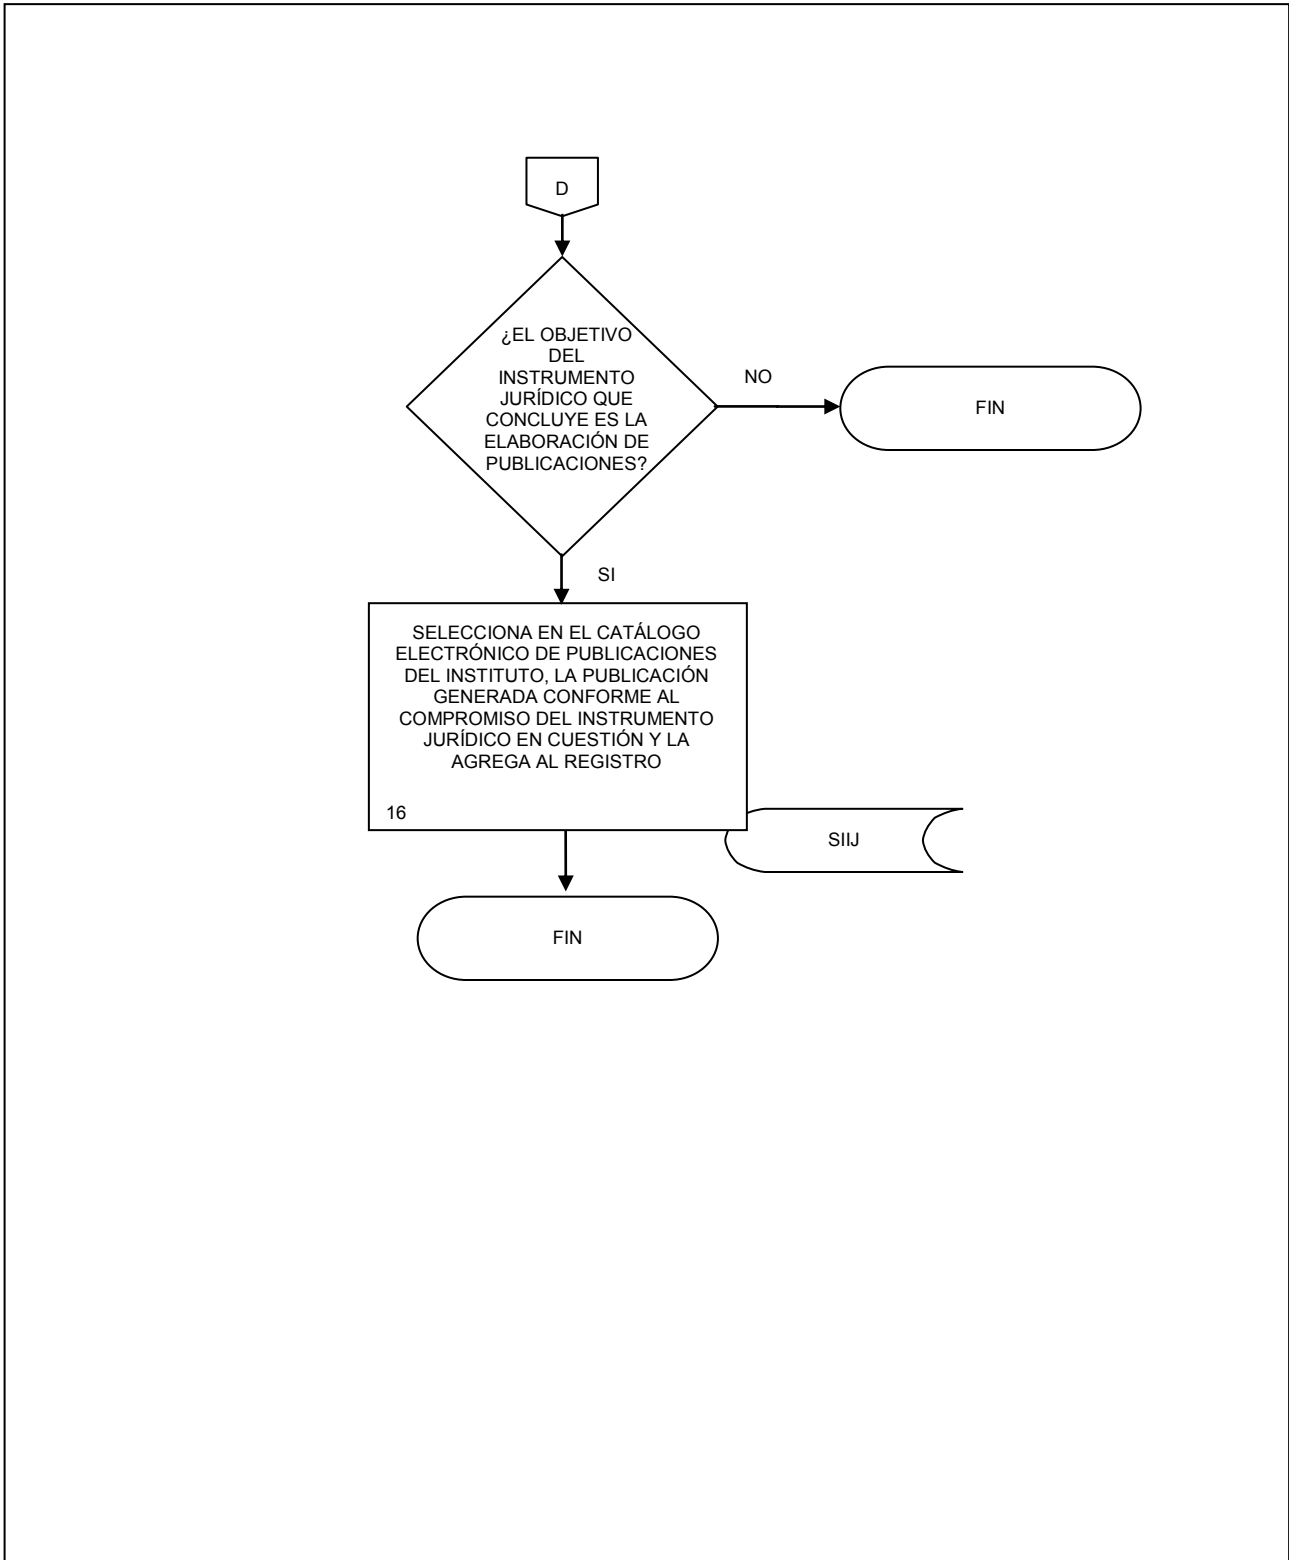 D
¿EL OBJETIVO
DEL
INSTRUMENTO
JURÍDICO QUE
CONCLUYE ES LA
ELABORACIÓN DE
PUBLICACIONES?
NO
FIN
SI
SELECCIONA EN EL CATÁLOGO
ELECTRÓNICO DE PUBLICACIONES
DEL INSTITUTO, LA PUBLICACIÓN
GENERADA CONFORME AL
COMPROMISO DEL INSTRUMENTO
JURÍDICO EN CUESTIÓN Y LA
AGREGA AL REGISTRO
16
SIIJ
FIN